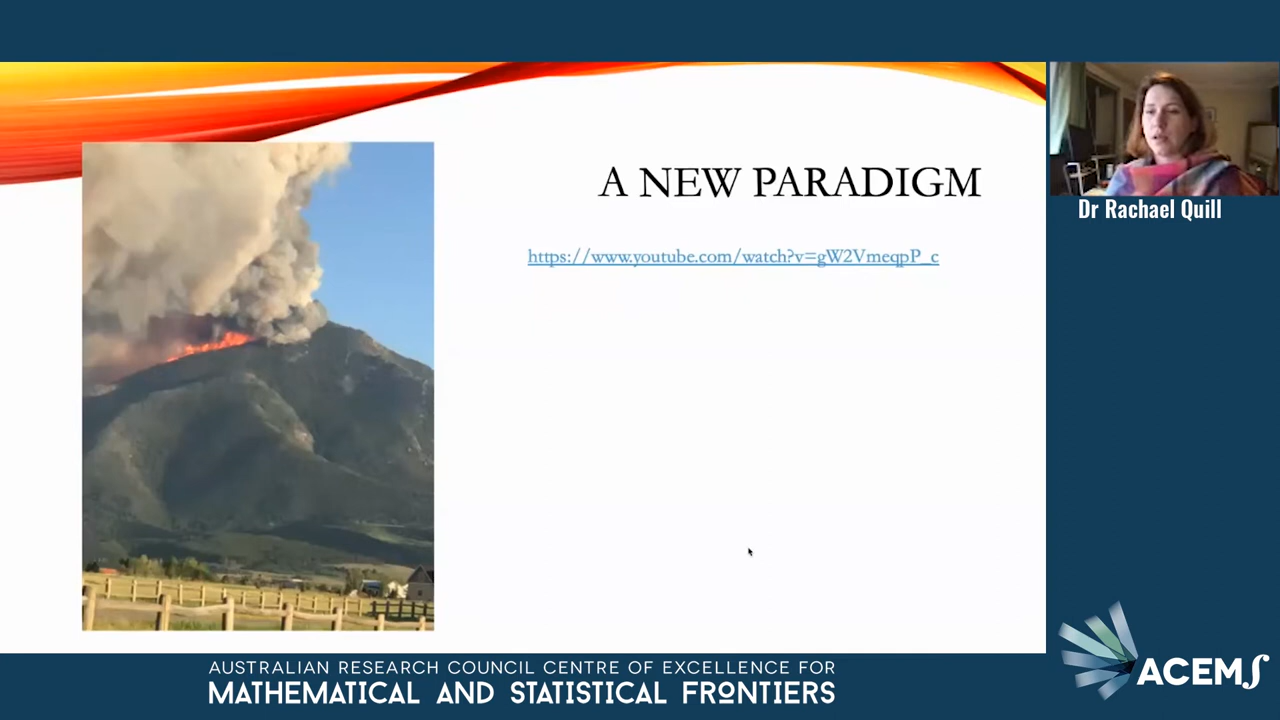 A NEW PARADIGM
https://www.youtube.com/watch?v=gW2VmeqpP_c
Dr Rachael Quill
AUSTRALIAN RESEARCH COUNCIL CENTRE OF EXCELLENCE FOR
MATHEMATICAL AND STATISTICAL FRONTIERS
ACEMS